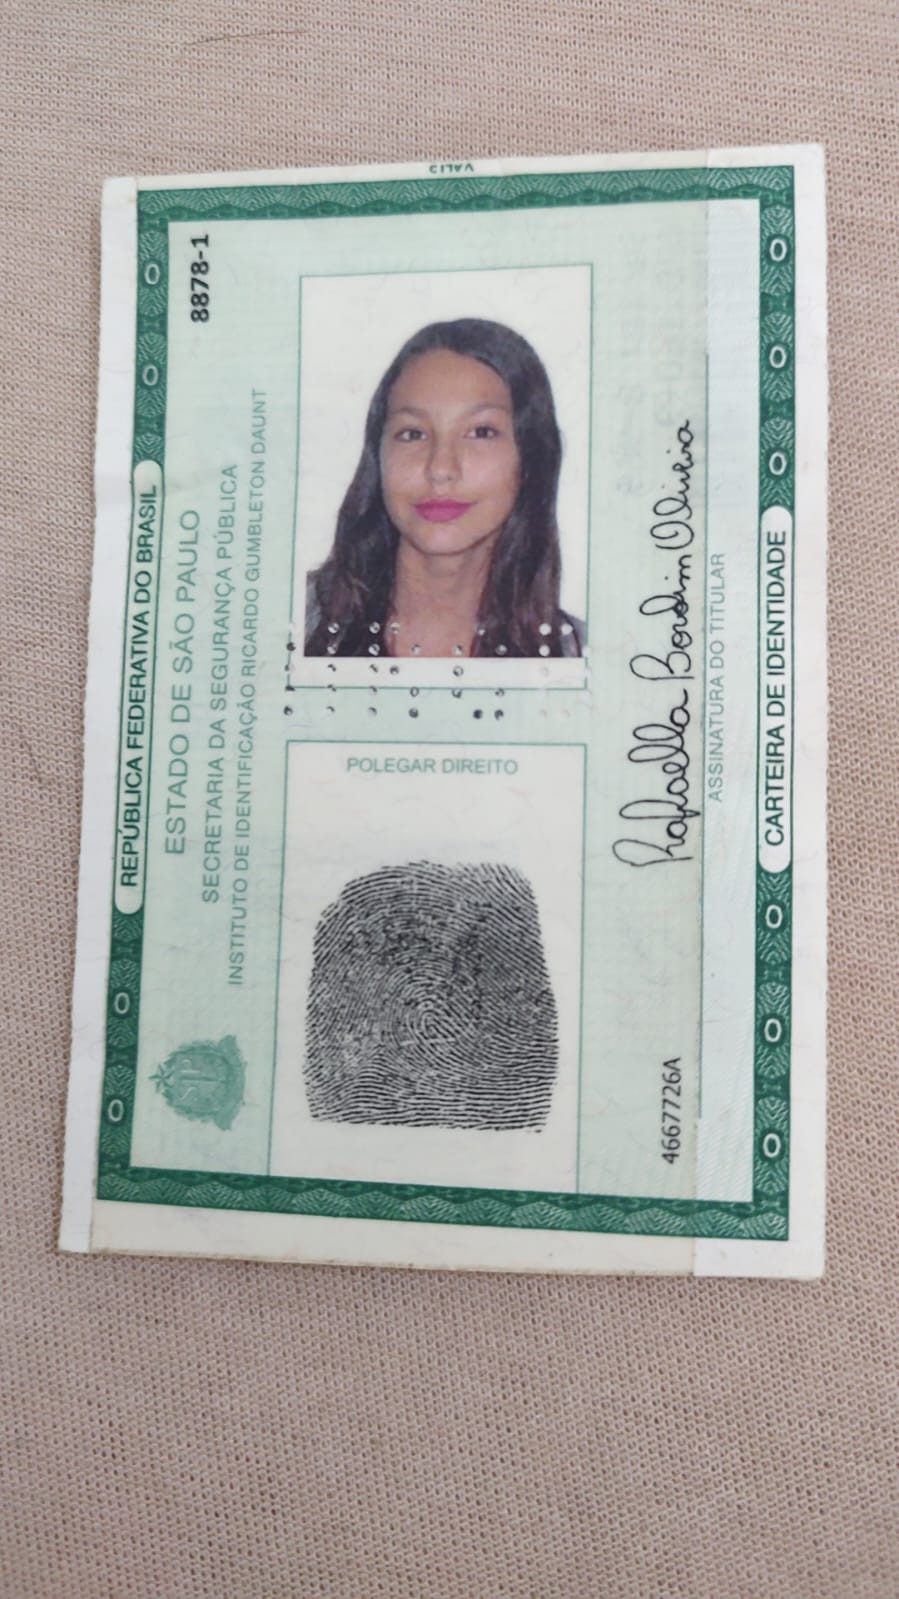 REPÚBLICA FEDERATIVA DO BRASIL
8878-1
ESTADO DE SÃO PAULO
SECRETARIA DA SEGURANÇA PÚBLICA
INSTITUTO DE IDENTIFICAÇÃO RICARDO GUMBLETON DAUNT
POLEGAR DIREITO
Rafaella Bordim Oliveira
4667726A
ASSINATURA DO TITULAR
CARTEIRA DE IDENTIDADE